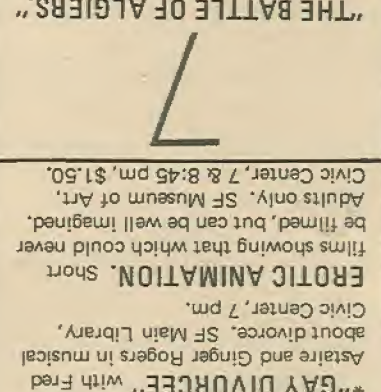 *"GAY DIVORCEE" with Fred
Astaire and Ginger Rogers in musical
about divorce. SF Main Library,
Civic Center, 7 pm.
EROTIC ANIMATION. Short
films showing that which could never
be filmed, but can be well imagined.
Adults only. SF Museum of Art,
Civic Center, 7 & 8:45 pm, $1.50.
7
"THE BATTLE OF ALGIERS."